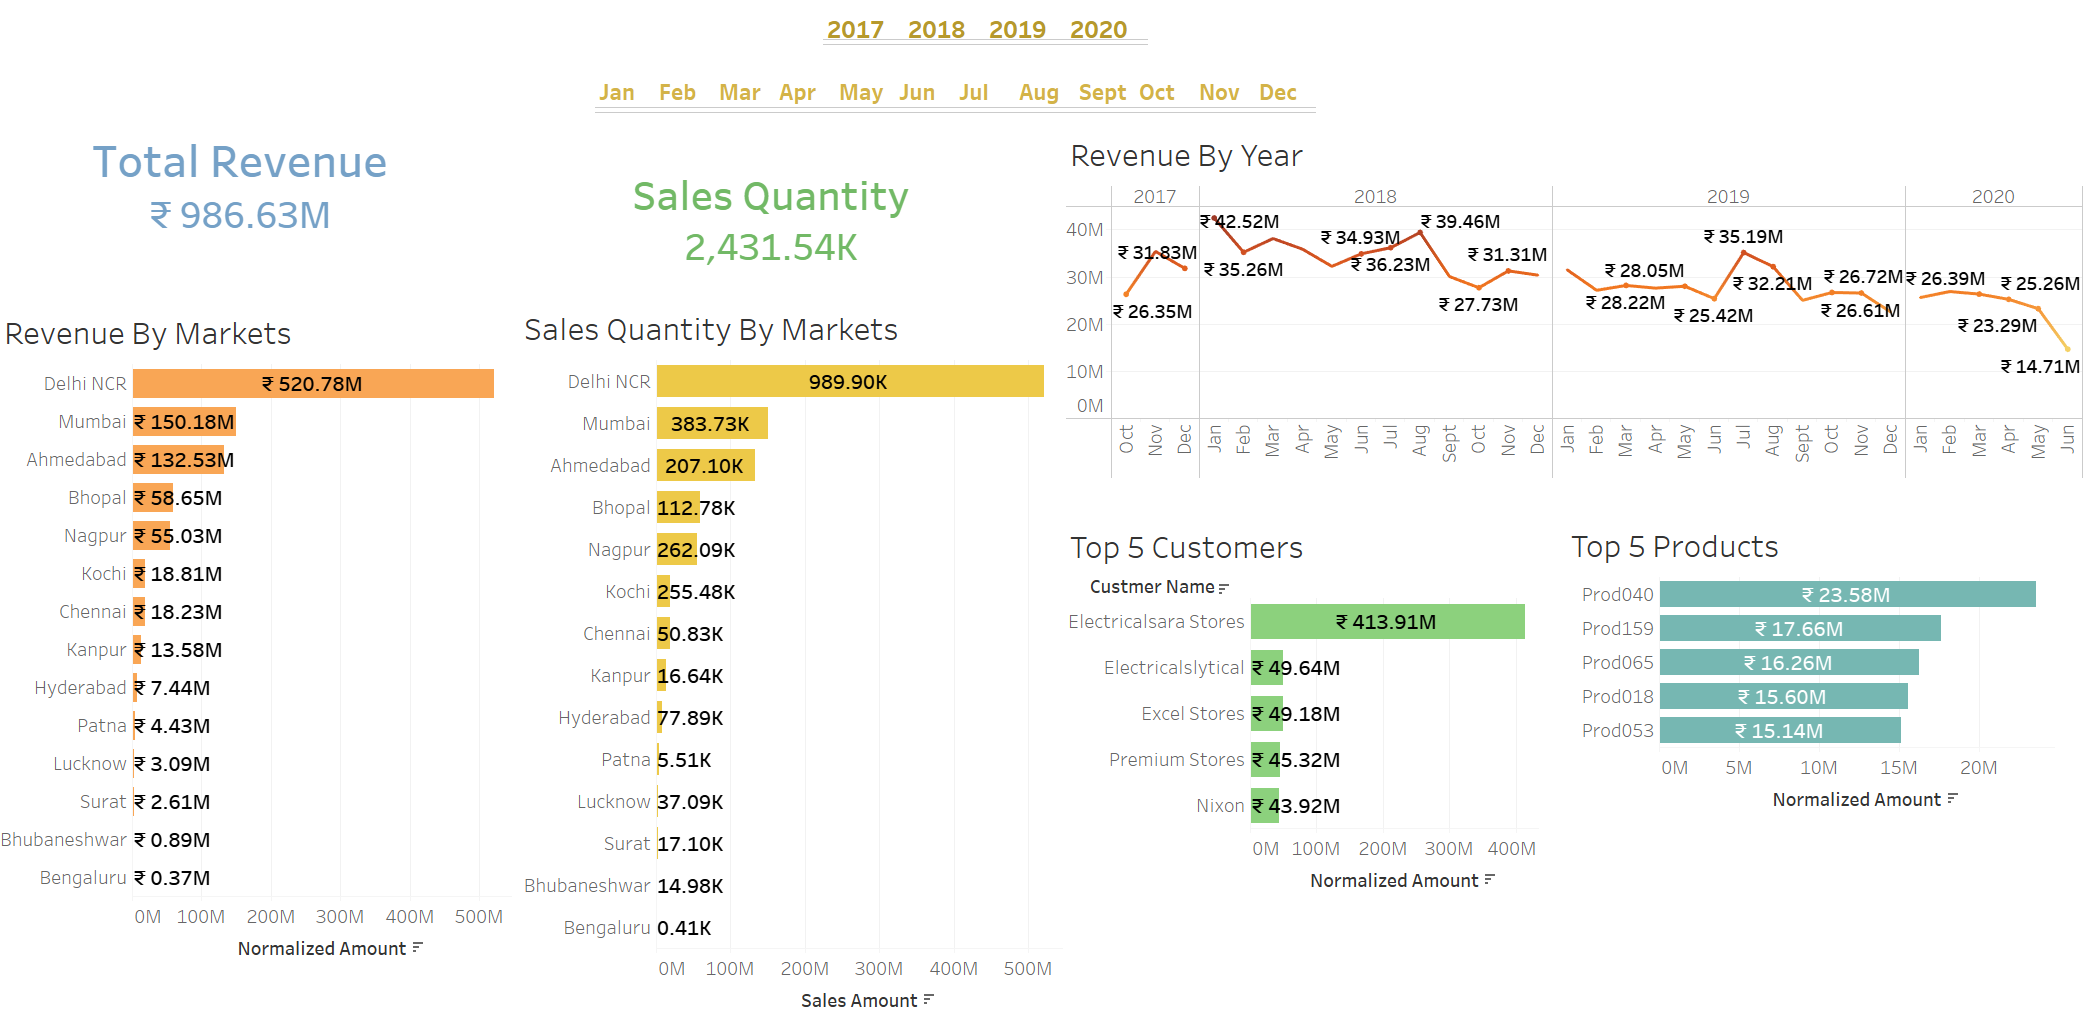 2017 2018 2019 2020
Jan Feb Mar Apr May Jun Jul Aug Sept Oct Nov Dec
Total Revenue
₹ 986.63M
Sales Quantity
2,431.54K
Revenue By Markets
Delhi NCR ₹ 520.78M
Mumbai ₹ 150.18M
Ahmedabad ₹ 132.53M
Bhopal ₹ 58.65M
Nagpur ₹ 55.03M
Kochi ₹ 18.81M
Chennai ₹ 18.23M
Kanpur ₹ 13.58M
Hyderabad ₹ 7.44M
Patna ₹ 4.43M
Lucknow ₹ 3.09M
Surat ₹ 2.61M
Bhubaneshwar ₹ 0.89M
Bengaluru ₹ 0.37M
0M 100M 200M 300M 400M 500M
Normalized Amount
Sales Quantity By Markets
Delhi NCR 989.90K
Mumbai 383.73K
Ahmedabad 207.10K
Bhopal 112.78K
Nagpur 262.09K
Kochi 255.48K
Chennai 50.83K
Kanpur 16.64K
Hyderabad 77.89K
Patna 5.51K
Lucknow 37.09K
Surat 17.10K
Bhubaneshwar 14.98K
Bengaluru 0.41K
0M 100M 200M 300M 400M 500M
Sales Amount
Revenue By Year
2017 2018 2019 2020
40M
30M
20M
10M
0M
₹ 31.83M
₹ 26.35M
₹ 42.52M
₹ 35.26M
₹ 34.93M
₹ 36.23M
₹ 39.46M
₹ 27.73M
₹ 31.31M
₹ 28.22M
₹ 28.05M
₹ 25.42M
₹ 35.19M
₹ 32.21M
₹ 26.72M
₹ 26.61M
₹ 26.39M
₹ 23.29M
₹ 25.26M
₹ 14.71M
Oct Nov Dec Jan Feb Mar Apr May Jun Jul Aug Sept Oct Nov Dec Jan Feb Mar Apr May Jun Jul Aug Sept Oct Nov Dec Jan Feb Mar Apr May Jun
Top 5 Customers
Custmer Name
Electricalsara Stores ₹ 413.91M
Electricalslytical ₹ 49.64M
Excel Stores ₹ 49.18M
Premium Stores ₹ 45.32M
Nixon ₹ 43.92M
0M 100M 200M 300M 400M
Normalized Amount
Top 5 Products
Prod040 ₹ 23.58M
Prod159 ₹ 17.66M
Prod065 ₹ 16.26M
Prod018 ₹ 15.60M
Prod053 ₹ 15.14M
0M 5M 10M 15M 20M
Normalized Amount